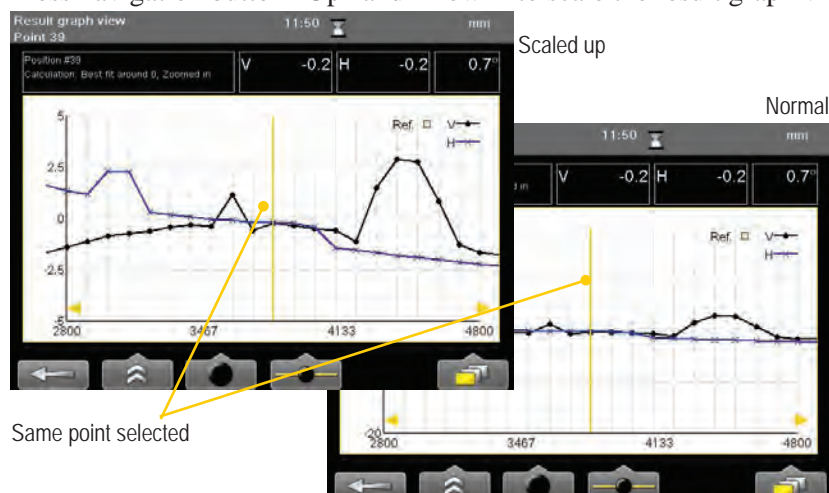 Result graph view 11:50 mm
Point 39
Position #39
Calculation: Best fit around 0, Zoomed in
V -0.2 H -0.2 0.7°
Scaled up
5
Ref. V
H
2.5
0
-2.5
-5
2800 3467 4133 4800
Same point selected
Normal
11:50 mm
V -0.2 H -0.2 0.7°
Ref. V
H
-20
2800 3467 4133 4800